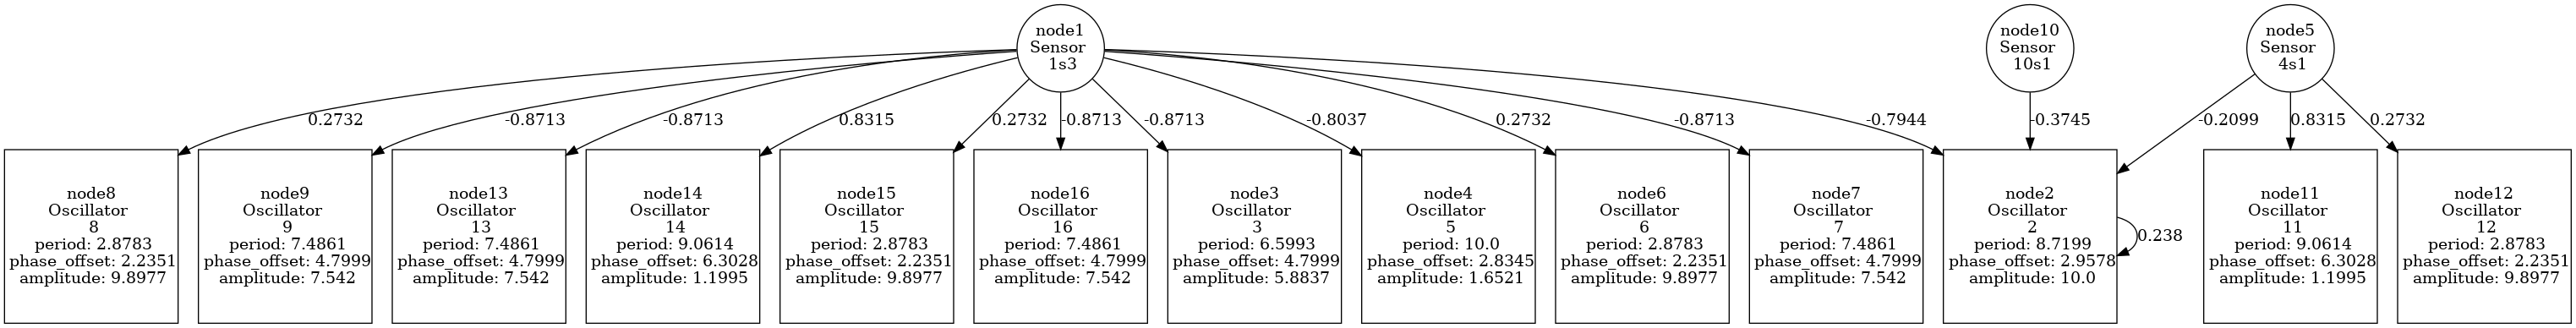 node1
Sensor
1s3
node10
Sensor
10s1
node5
Sensor
4s1
0.2732
-0.8713
-0.8713
0.8315
0.2732
-0.8713
-0.8713
-0.8037
0.2732
-0.8713
-0.7944
-0.3745
-0.2099
0.8315
0.2732
node8
Oscillator
8
period: 2.8783
phase_offset: 2.2351
amplitude: 9.8977
node9
Oscillator
9
period: 7.4861
phase_offset: 4.7999
amplitude: 7.542
node13
Oscillator
13
period: 7.4861
phase_offset: 4.7999
amplitude: 7.542
node14
Oscillator
14
period: 9.0614
phase_offset: 6.3028
amplitude: 1.1995
node15
Oscillator
15
period: 2.8783
phase_offset: 2.2351
amplitude: 9.8977
node16
Oscillator
16
period: 7.4861
phase_offset: 4.7999
amplitude: 7.542
node3
Oscillator
3
period: 6.5993
phase_offset: 4.7999
amplitude: 5.8837
node4
Oscillator
5
period: 10.0
phase_offset: 2.8345
amplitude: 1.6521
node6
Oscillator
6
period: 2.8783
phase_offset: 2.2351
amplitude: 9.8977
node7
Oscillator
7
period: 7.4861
phase_offset: 4.7999
amplitude: 7.542
node2
Oscillator
2
period: 8.7199
phase_offset: 2.9578
amplitude: 10.0
0.238
node11
Oscillator
11
period: 9.0614
phase_offset: 6.3028
amplitude: 1.1995
node12
Oscillator
12
period: 2.8783
phase_offset: 2.2351
amplitude: 9.8977